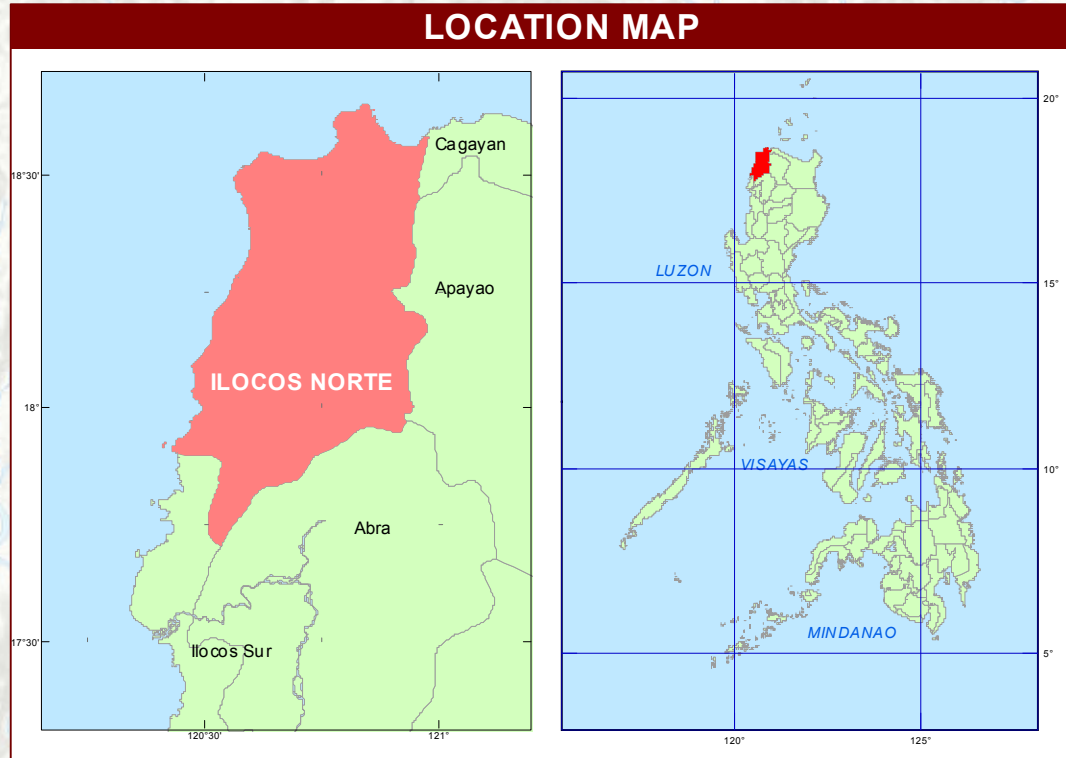 LOCATION MAP
Cagayan
18°30'
Apayao
ILOCOS NORTE
18°
Abra
Ilocos Sur
17°30'
120°30'
121°
20°
LUZON
15°
VISAYAS
10°
MINDANAO
5°
120°
125°